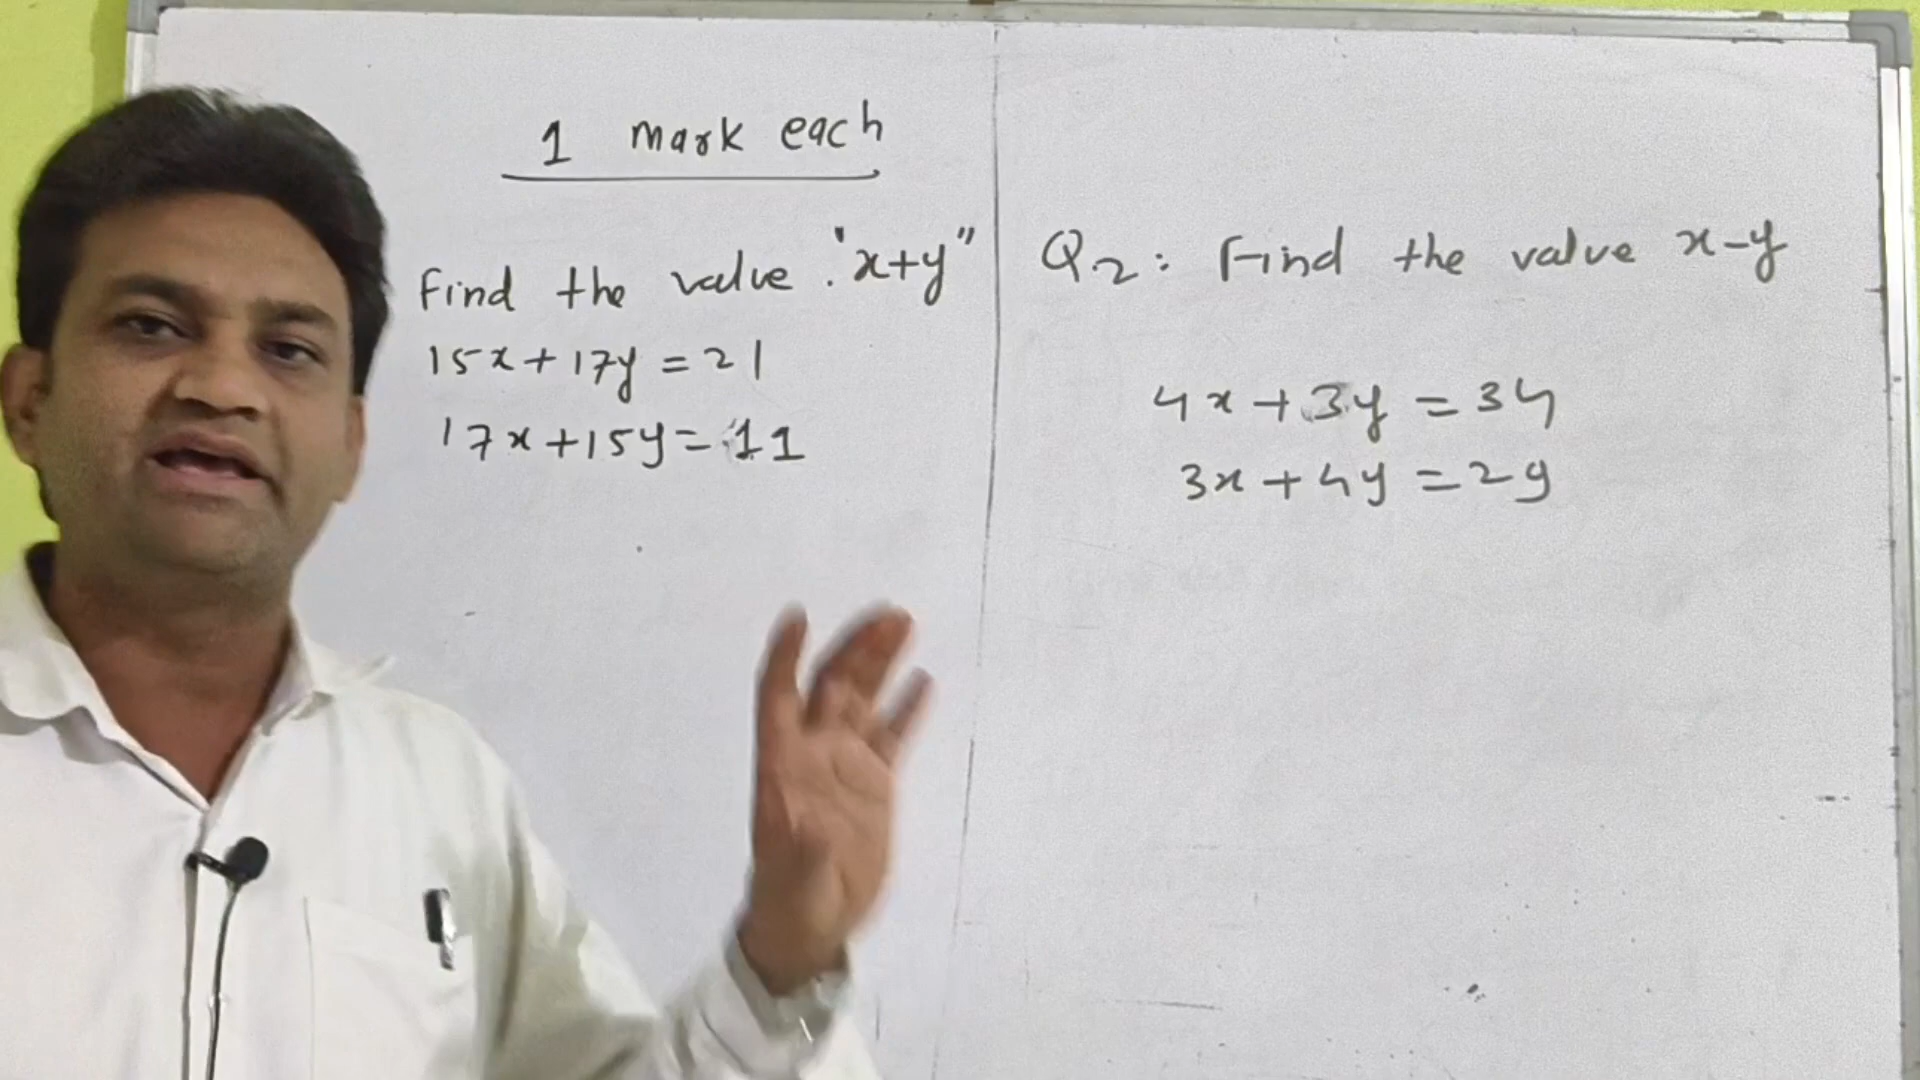 1 mark each
Find the value "x+y"
15x+17y=21
17x+15y=11
Q.2: Find the value x-y
4x+3y=34
3x+4y=29